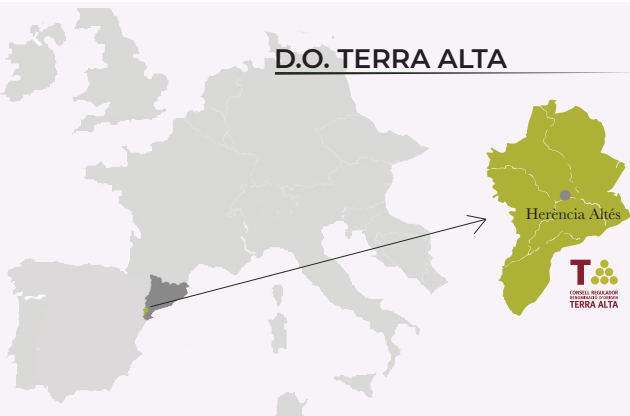 D.O. TERRA ALTA
Herència Altés
T
CONSELL REGULADOR
DENOMINACIÓ D'ORIGEN
TERRA ALTA